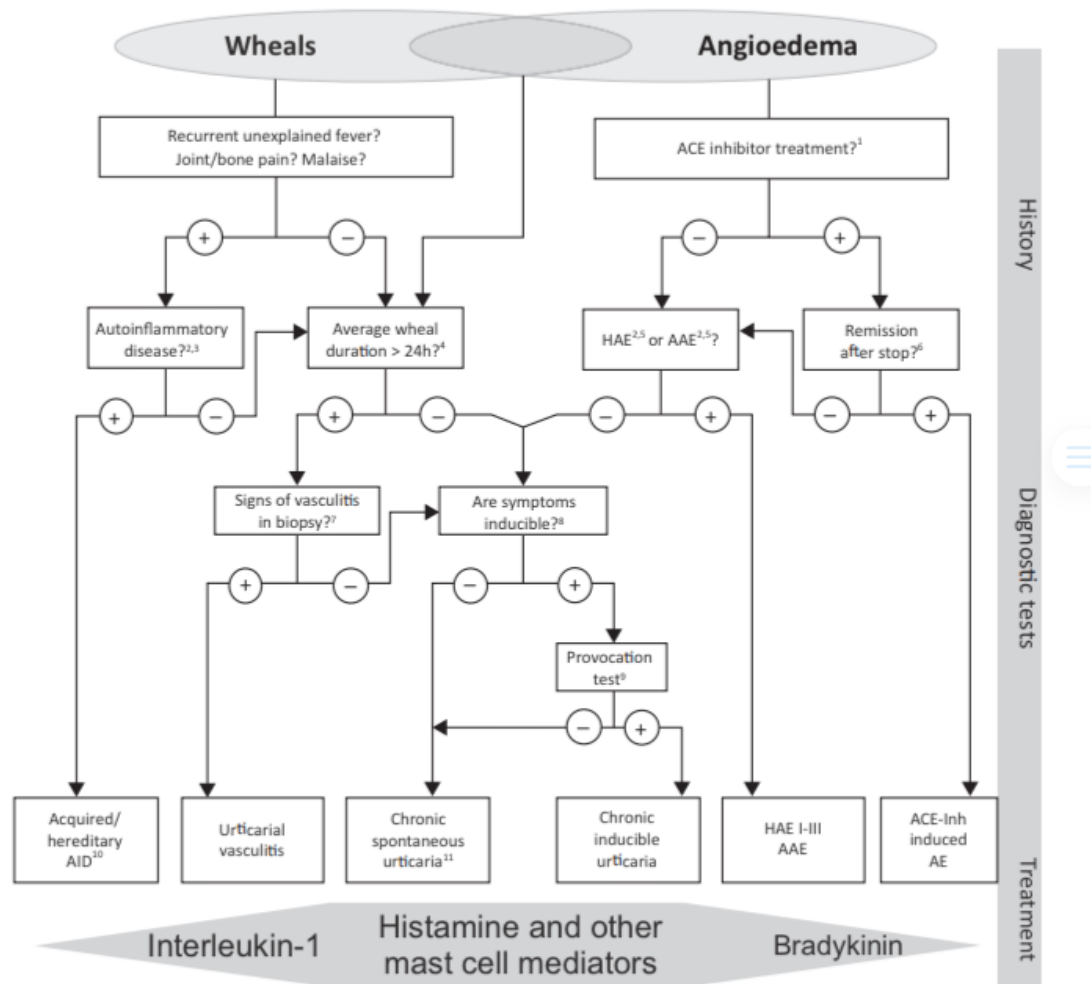 Wheals
Angioedema
Recurrent unexplained fever?
Joint/bone pain? Malaise?
ACE inhibitor treatment?¹
History
+
−
−
+
Autoinflammatory
disease?²,³
Average wheal
duration > 24h?⁴
HAE²,⁵ or AAE²,⁵?
Remission
after stop?⁶
+
−
+
−
−
+
−
+
Signs of vasculitis
in biopsy?⁷
Are symptoms
inducible?⁸
Diagnostic tests
+
−
−
+
Provocation
test⁹
−
+
Acquired/
hereditary
AID¹⁰
Urticarial
vasculitis
Chronic
spontaneous
urticaria¹¹
Chronic
inducible
urticaria
HAE I-III
AAE
ACE-Inh
induced
AE
Treatment
Interleukin-1
Histamine and other
mast cell mediators
Bradykinin